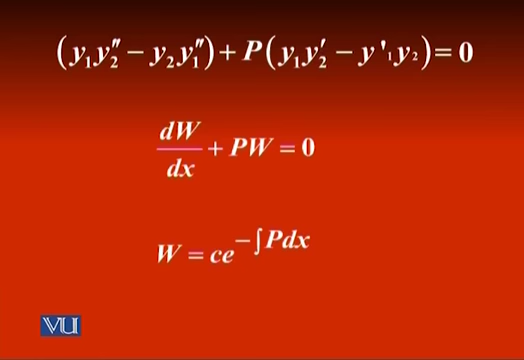 (y₁y₂″ − y₂y₁″) + P(y₁y₂′ − y'₁y₂) = 0
dW/dx + PW = 0
W = ce^(−∫Pdx)
VU